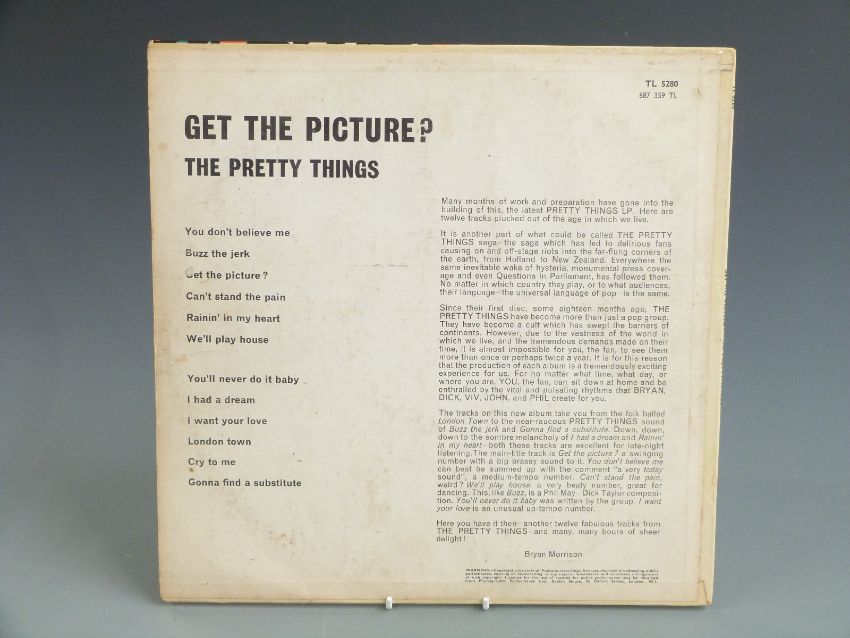 TL 5280
687 359 TL
GET THE PICTURE?
THE PRETTY THINGS
You don't believe me
Buzz the jerk
Get the picture?
Can't stand the pain
Rainin' in my heart
We'll play house
You'll never do it baby
I had a dream
I want your love
London town
Cry to me
Gonna find a substitute
Many months of work and preparation have gone into the
building of this, the latest PRETTY THINGS LP. Here are
twelve tracks plucked out of the age in which we live.
It is another part of what could be called THE PRETTY
THINGS saga—the saga which has led to delirious fans
causing on and off-stage riots into the far-flung corners of
the earth, from Holland to New Zealand. Everywhere the
same inevitable wake of hysteria, monumental press cover-
age and even Questions in Parliament, has followed them.
No matter in which country they play, or to what audiences,
their language—the universal language of pop—is the same.
Since their first disc, some eighteen months ago, THE
PRETTY THINGS have become more than just a pop group.
They have become a cult which has swept the barriers of
continents. However, due to the vastness of the world in
which we live, and the tremendous demands made on their
time, it is almost impossible for you, the fan, to see them
more than once or perhaps twice a year. It is for this reason
that the production of each album is a tremendously exciting
experience for us. For no matter what time, what day, or
where you are, YOU, the fan, can sit down at home and be
enthralled by the vital and pulsating rhythms that BRYAN,
DICK, VIV, JOHN, and PHIL create for you.
The tracks on this new album take you from the folk balled
London Town to the near-raucous PRETTY THINGS sound
of Buzz the jerk and Gonna find a substitute. Down, down,
down to the sombre melancholy of I had a dream and Rainin'
in my heart—both these tracks are excellent for late-night
listening. The main-title track is Get the picture? a swinging
number with a big brassy sound to it. You don't believe me
can best be summed up with the comment "a very today
sound", a medium-tempo number. Can't stand the pain,
weird? We'll play house, a very beaty number, great for
dancing. This, like Buzz, is a Phil May—Dick Taylor composi-
tion. You'll never do it baby was written by the group. I want
your love is an unusual up-tempo number.
Here you have it then—another twelve fabulous tracks from
THE PRETTY THINGS and many, many hours of sheer
delight!
Bryan Morrison
WARNING—Copyright